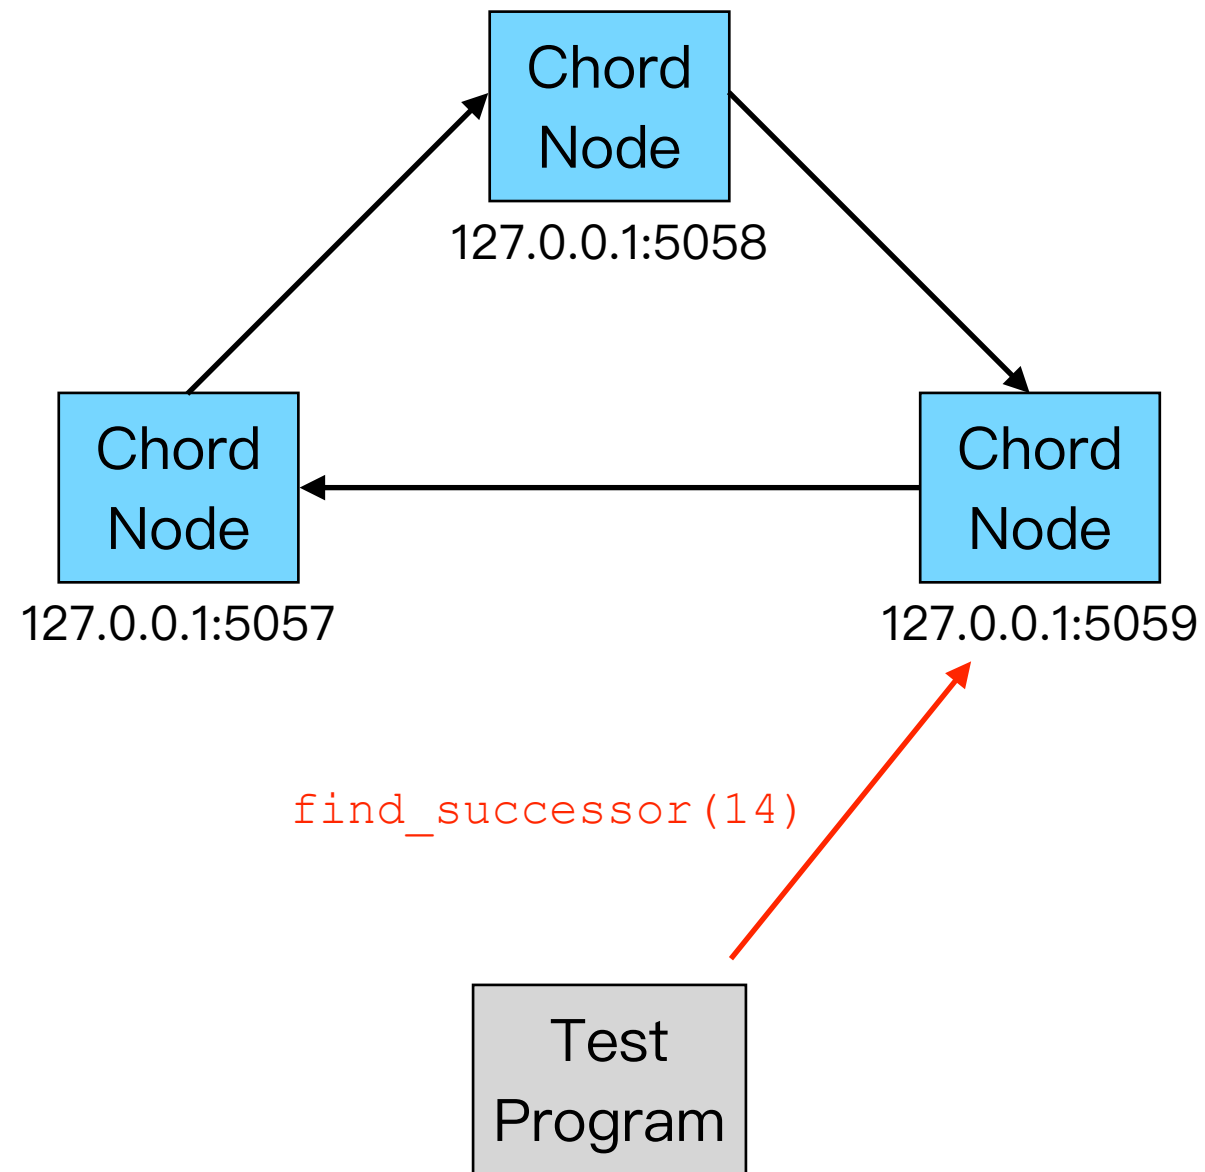 Chord
Node
127.0.0.1:5058
Chord
Node
127.0.0.1:5057
Chord
Node
127.0.0.1:5059
find_successor(14)
Test
Program